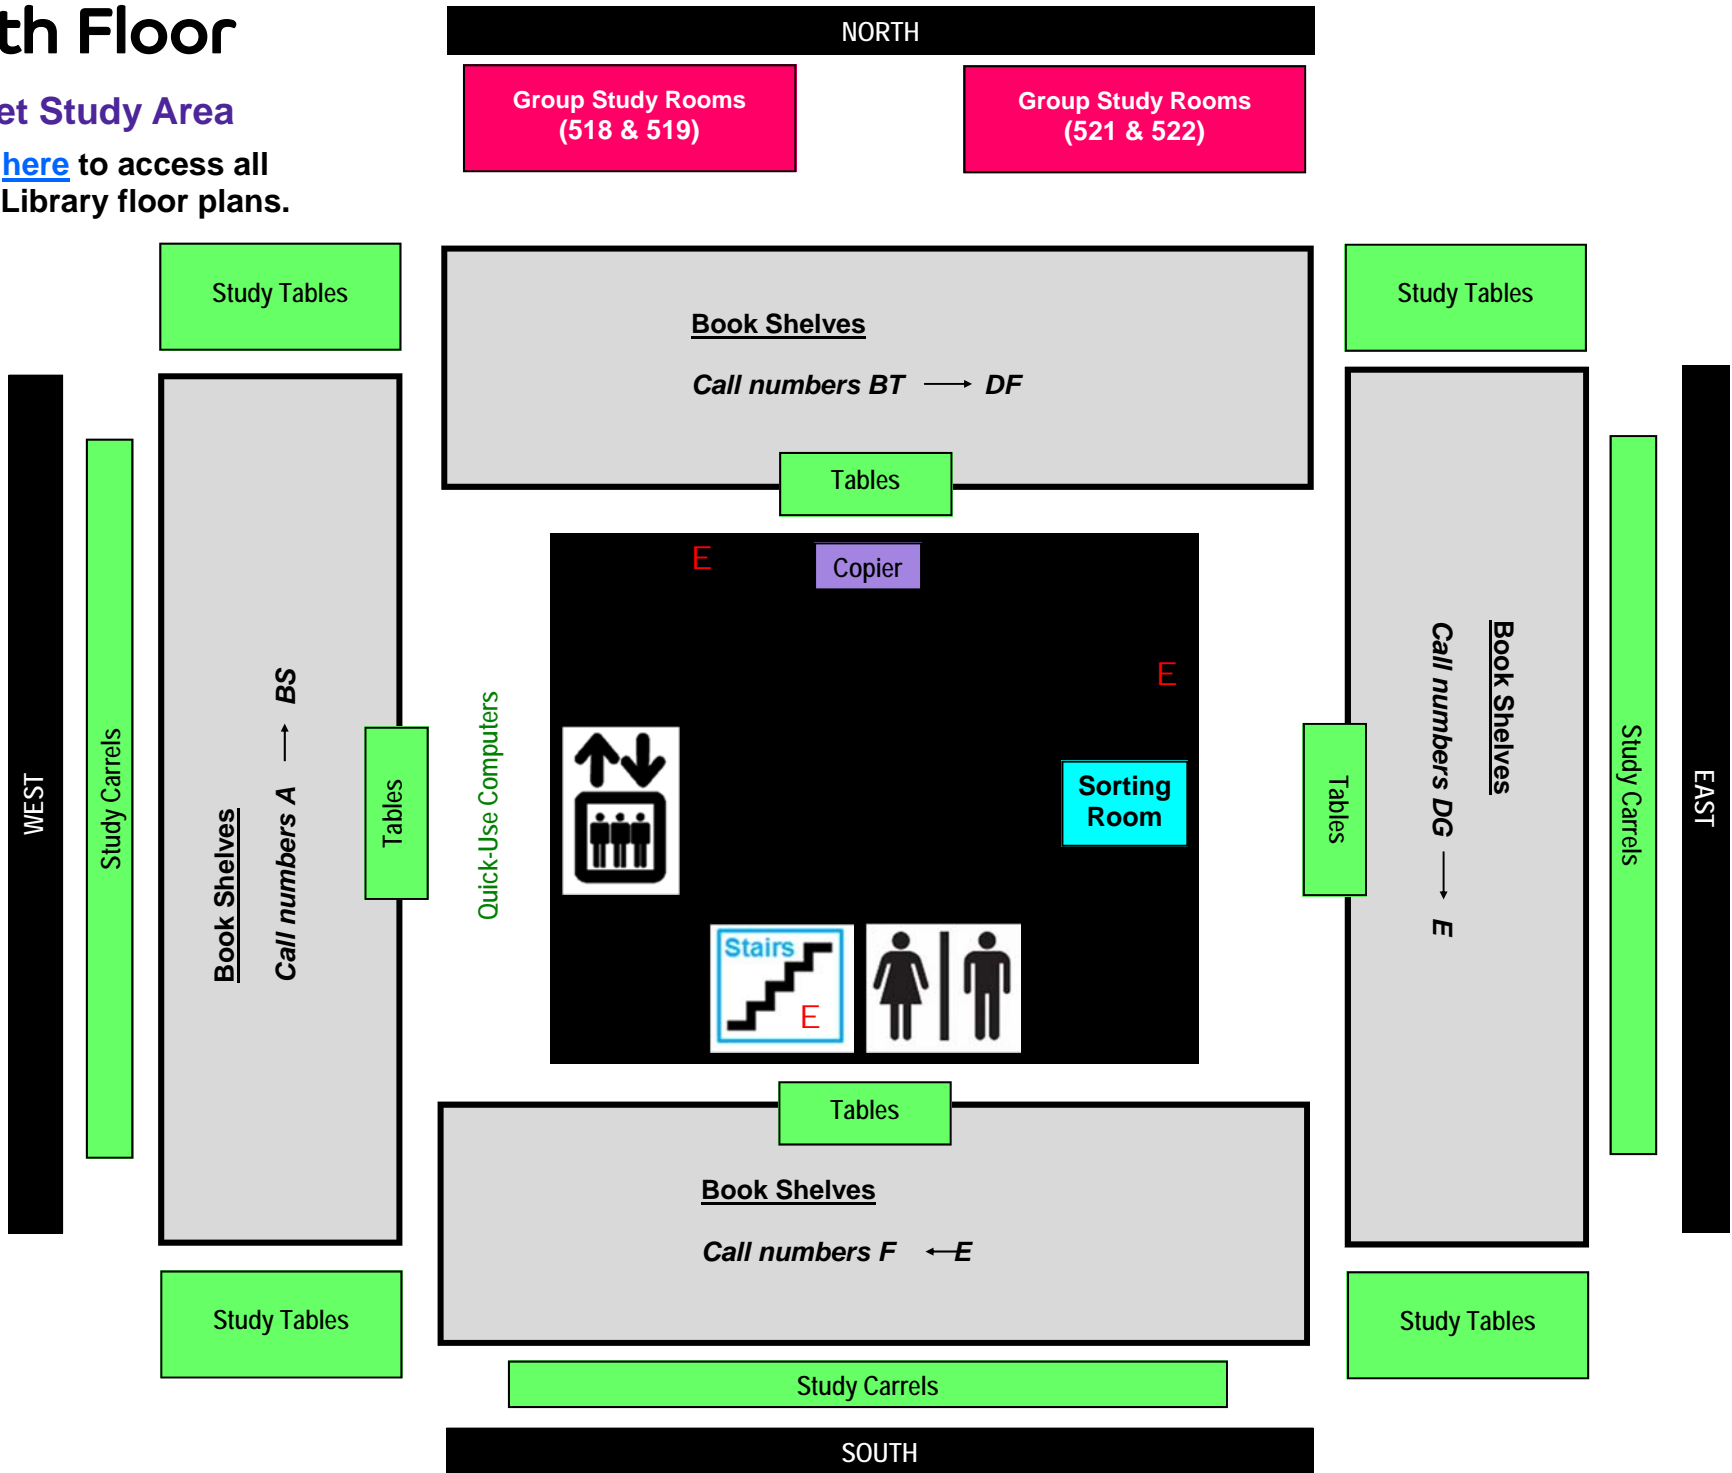 th Floor
et Study Area
here to access all
Library floor plans.
NORTH
Group Study Rooms
(518 & 519)
Group Study Rooms
(521 & 522)
Study Tables
Book Shelves
Call numbers BT → DF
Tables
Study Tables
WEST
Study Carrels
Book Shelves
Call numbers A → BS
Tables
Quick-Use Computers
E
Copier
E
Sorting
Room
Stairs
E
Tables
Book Shelves
Call numbers DG → E
Study Carrels
EAST
Tables
Book Shelves
Call numbers F ← E
Study Tables
Study Tables
Study Carrels
SOUTH